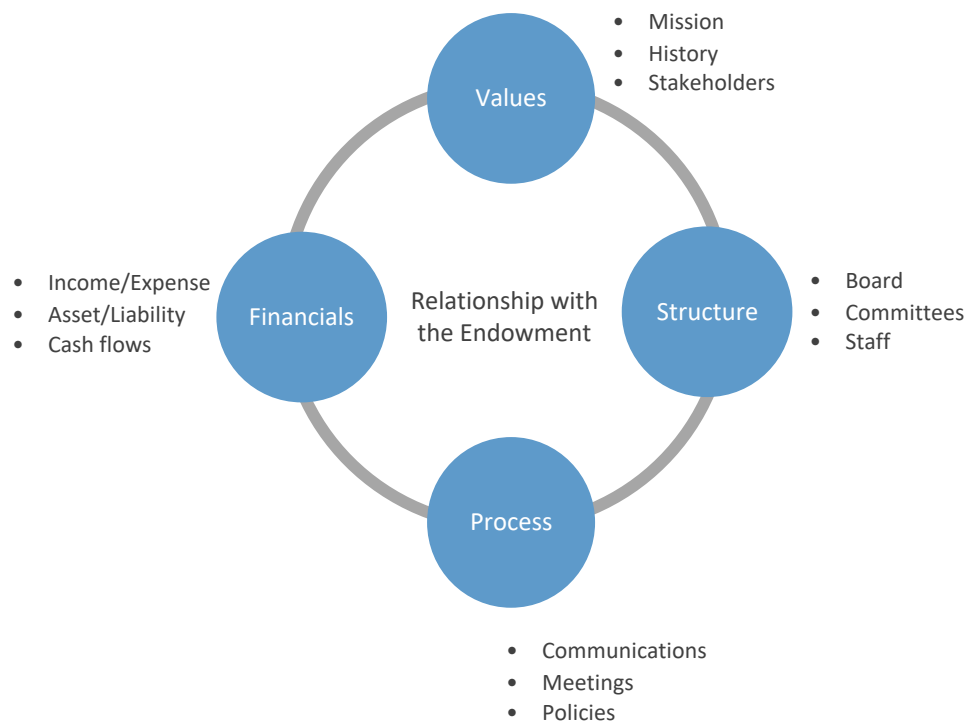 • Mission
• History
• Stakeholders
Values
• Income/Expense
• Asset/Liability
• Cash flows
Financials
Relationship with
the Endowment
Structure
• Board
• Committees
• Staff
Process
• Communications
• Meetings
• Policies